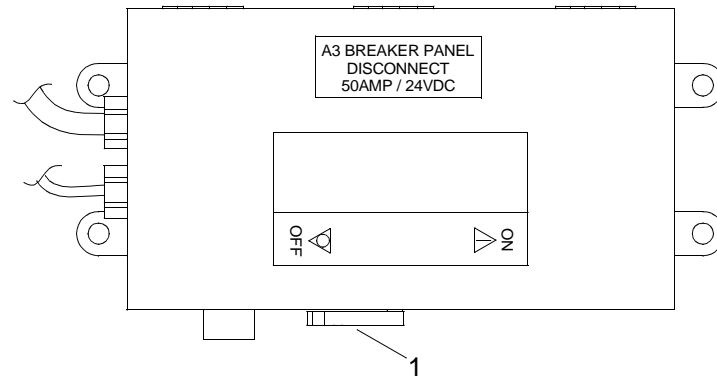 A3 BREAKER PANEL
DISCONNECT
50AMP / 24VDC
OFF
ON
1